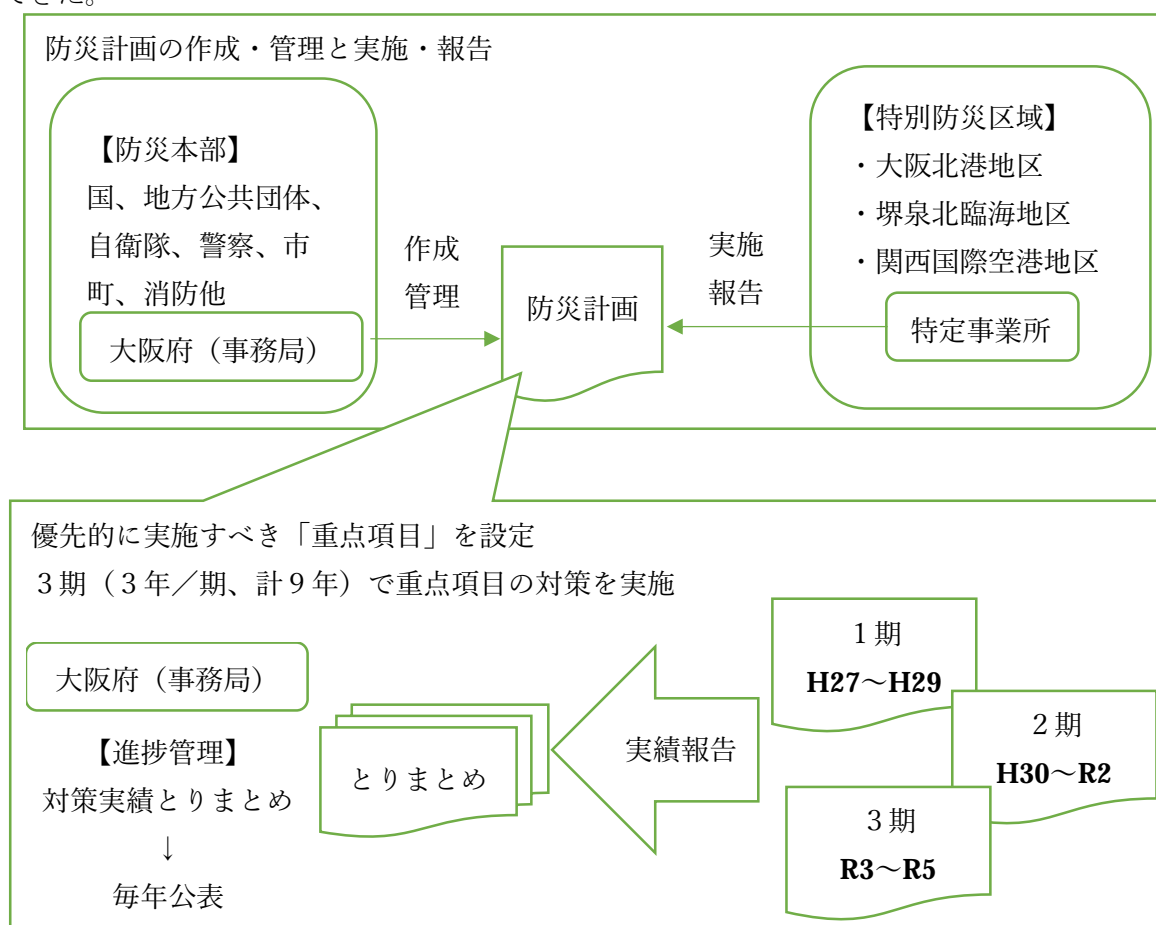 できた。
防災計画の作成・管理と実施・報告
【防災本部】
国、地方公共団体、
自衛隊、警察、市
町、消防他
大阪府（事務局）
作成
管理
防災計画
実施
報告
【特別防災区域】
・大阪北港地区
・堺泉北臨海地区
・関西国際空港地区
特定事業所
優先的に実施すべき「重点項目」を設定
３期（３年／期、計９年）で重点項目の対策を実施
大阪府（事務局）
【進捗管理】
対策実績とりまとめ
↓
毎年公表
とりまとめ
実績報告
１期
H27～H29
２期
H30～R2
３期
R3～R5